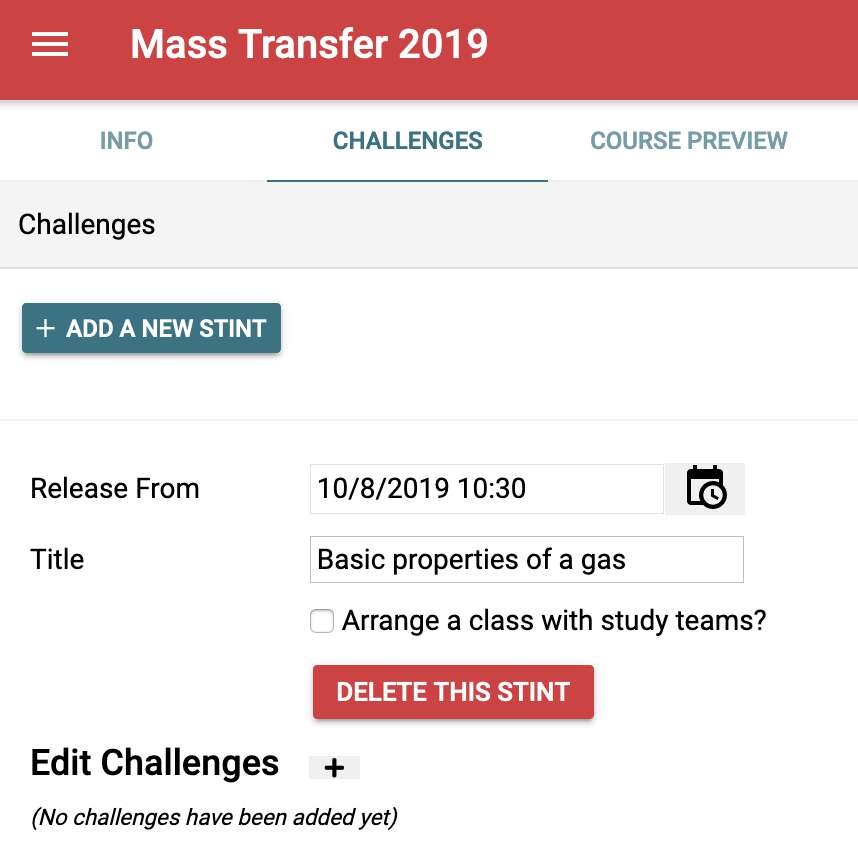 Mass Transfer 2019
INFO CHALLENGES COURSE PREVIEW
Challenges
+ ADD A NEW STINT
Release From 10/8/2019 10:30
Title Basic properties of a gas
Arrange a class with study teams?
DELETE THIS STINT
Edit Challenges +
(No challenges have been added yet)